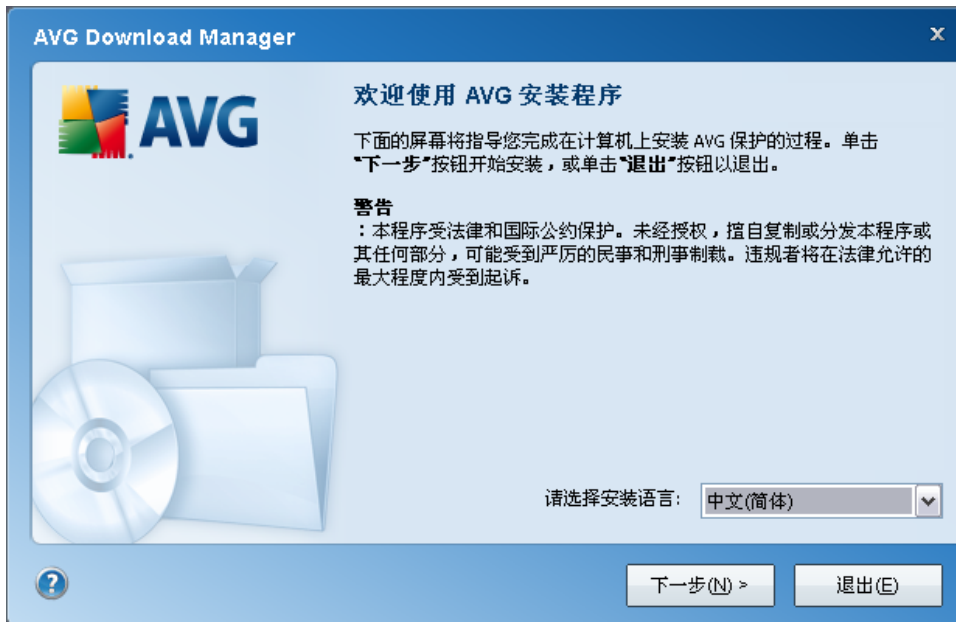 AVG Download Manager
x
AVG
欢迎使用 AVG 安装程序
下面的屏幕将指导您完成在计算机上安装 AVG 保护的过程。单击
"下一步"按钮开始安装，或单击"退出"按钮以退出。
警告
：本程序受法律和国际公约保护。未经授权，擅自复制或分发本程序或
其任何部分，可能受到严厉的民事和刑事制裁。违规者将在法律允许的
最大程度内受到起诉。
请选择安装语言:
中文(简体)
?
下一步(N) >
退出(E)